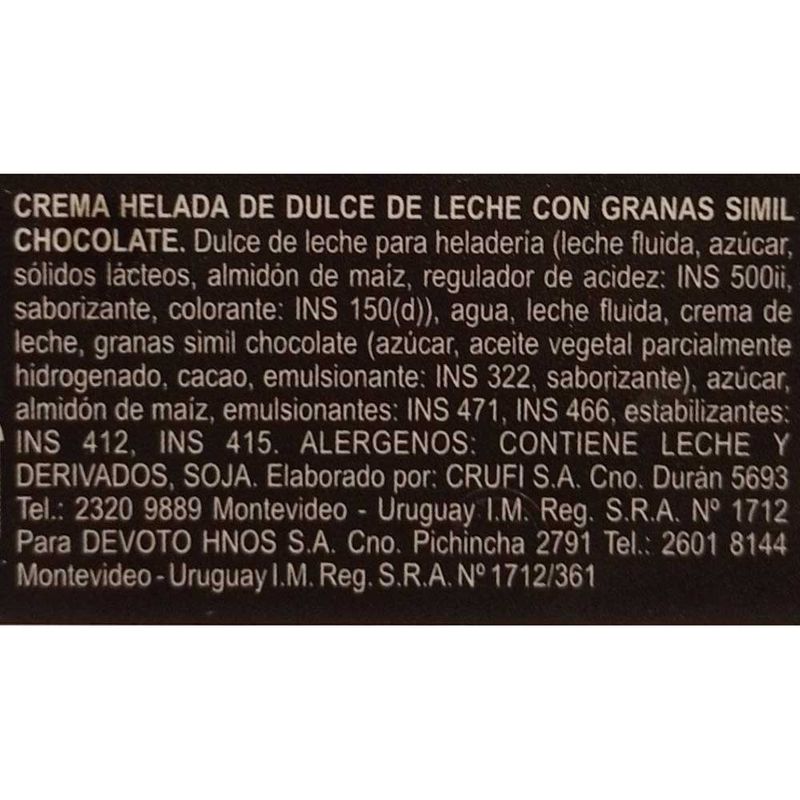 CREMA HELADA DE DULCE DE LECHE CON GRANAS SIMIL
CHOCOLATE. Dulce de leche para heladería (leche fluida, azúcar,
sólidos lácteos, almidón de maíz, regulador de acidez: INS 500ii,
saborizante, colorante: INS 150(d)), agua, leche fluida, crema de
leche, granas simil chocolate (azúcar, aceite vegetal parcialmente
hidrogenado, cacao, emulsionante: INS 322, saborizante), azúcar,
almidón de maíz, emulsionantes: INS 471, INS 466, estabilizantes:
INS 412, INS 415. ALERGENOS: CONTIENE LECHE Y
DERIVADOS, SOJA. Elaborado por: CRUFI S.A. Cno. Durán 5693
Tel.: 2320 9889 Montevideo - Uruguay I.M. Reg. S.R.A. Nº 1712
Para DEVOTO HNOS S.A. Cno. Pichincha 2791 Tel.: 2601 8144
Montevideo - Uruguay I.M. Reg. S.R.A. Nº 1712/361